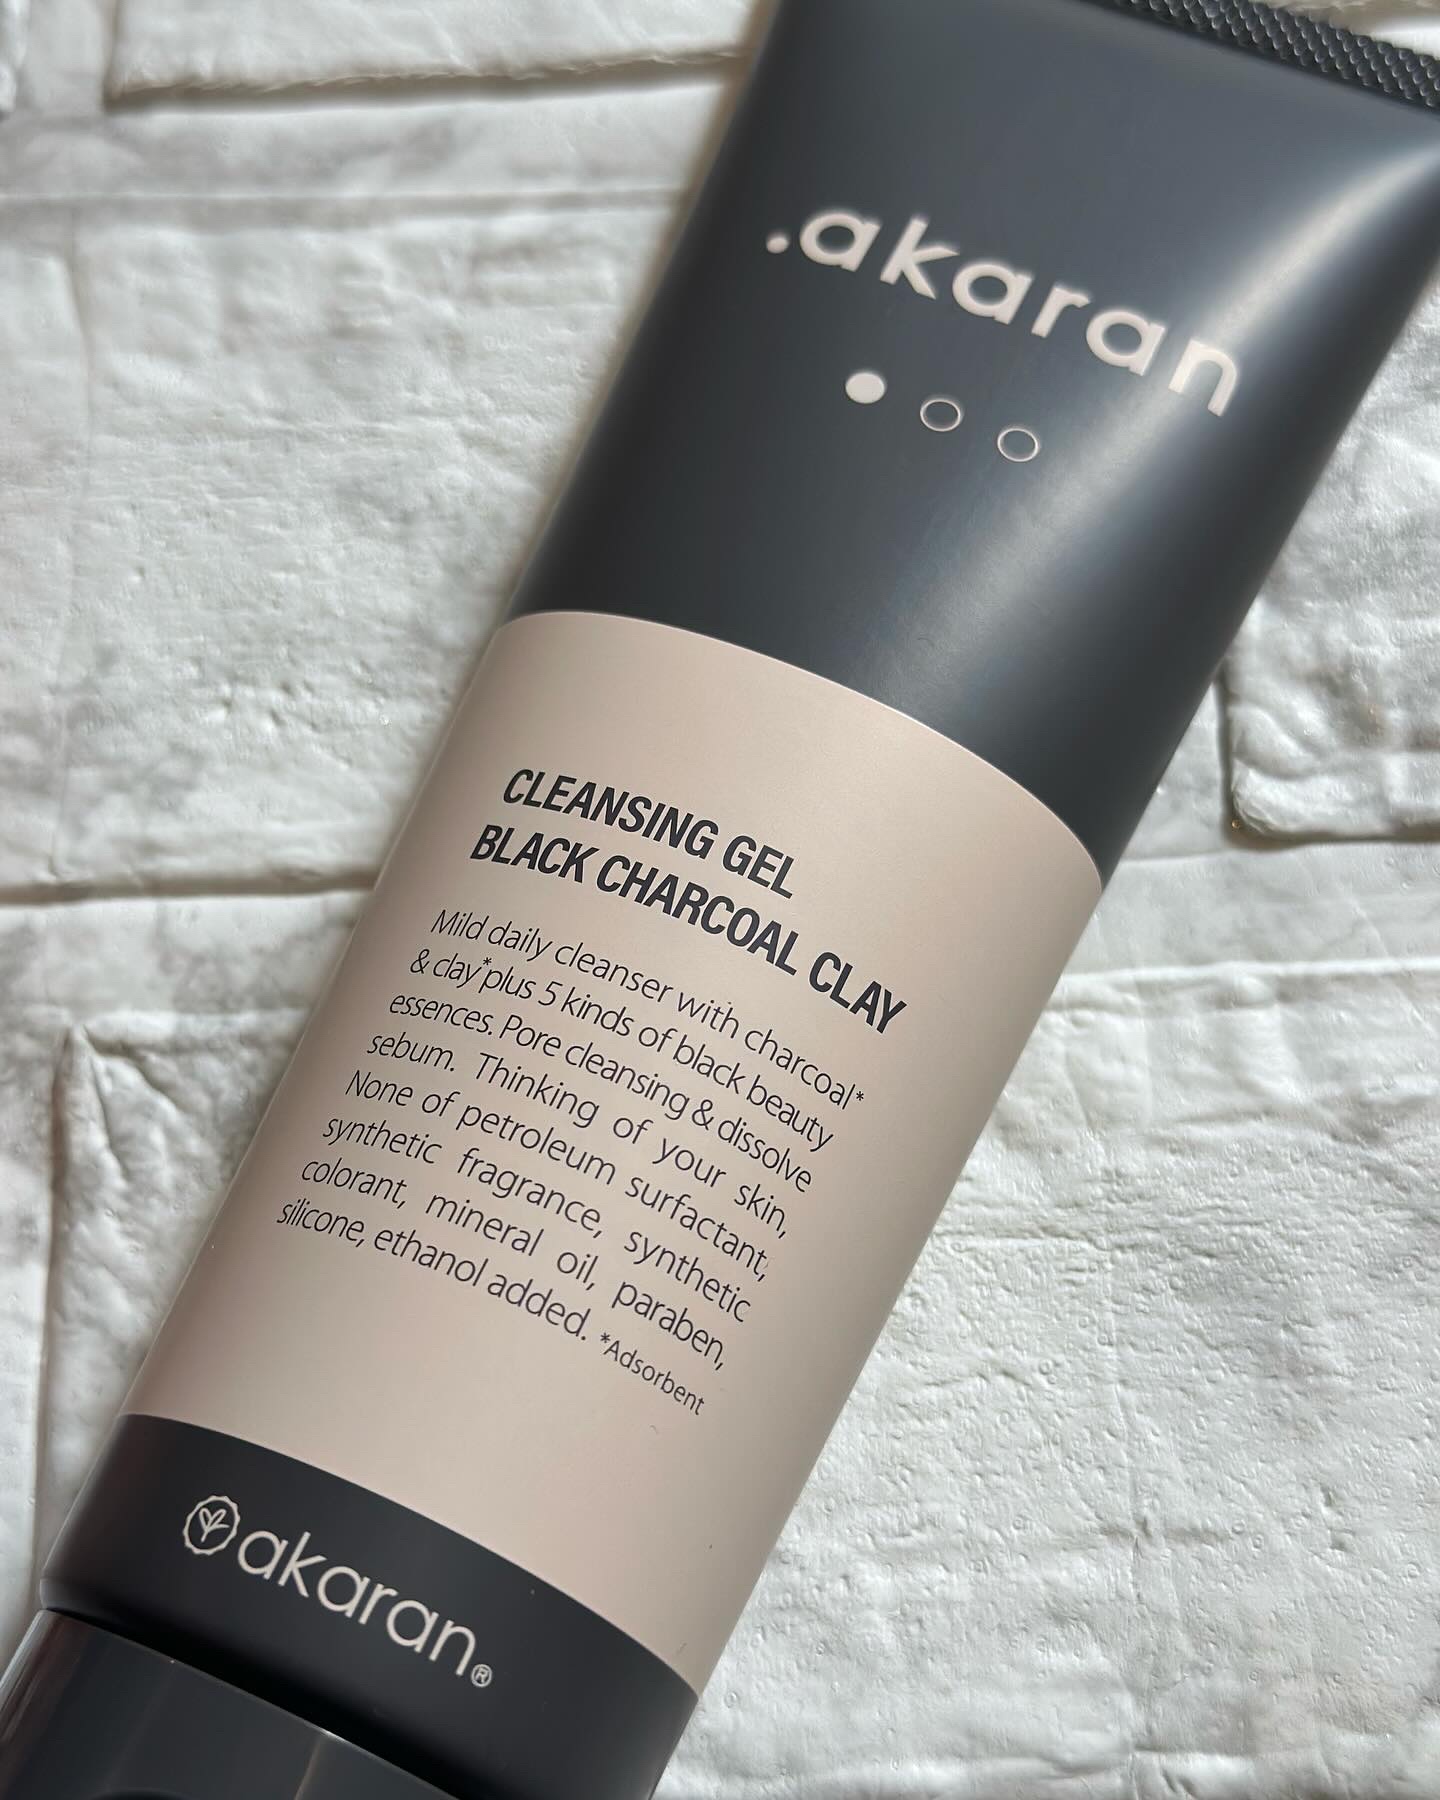 .akaran
CLEANSING GEL
BLACK CHARCOAL CLAY
Mild daily cleanser with charcoal*
& clay*plus 5 kinds of black beauty
essences. Pore cleansing & dissolve
sebum. Thinking of your skin,
None of petroleum surfactant,
synthetic fragrance, synthetic
colorant, mineral oil, paraben,
silicone, ethanol added. *Adsorbent
akaran®